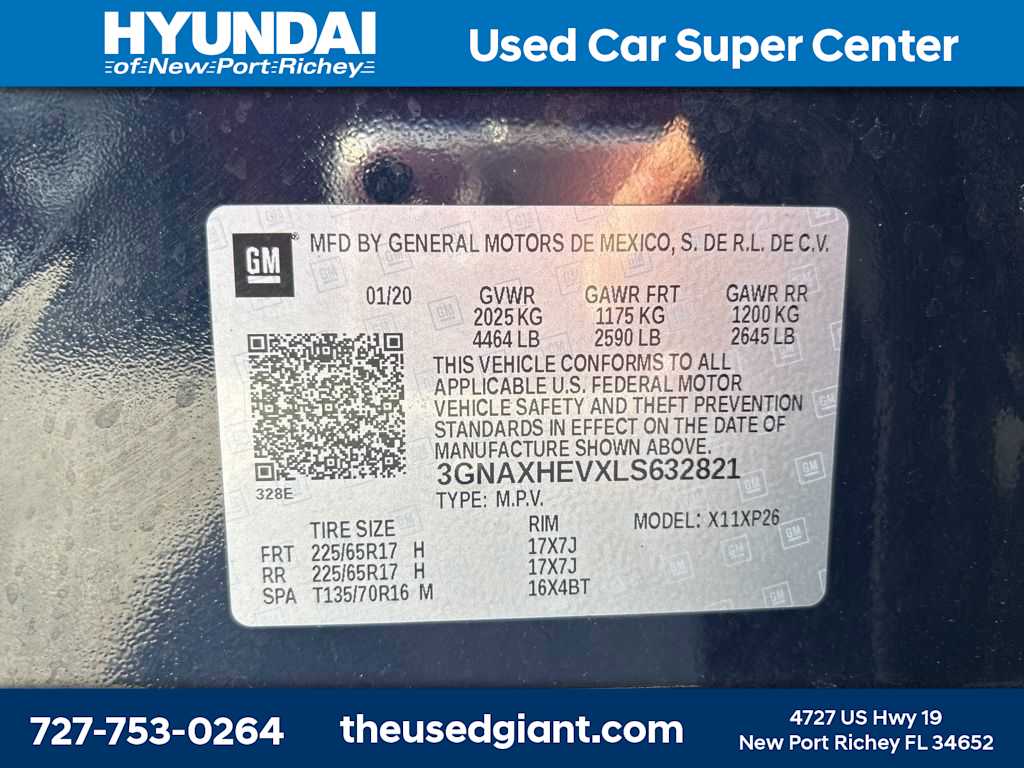 HYUNDAI
of New Port Richey
Used Car Super Center
GM ® MFD BY GENERAL MOTORS DE MEXICO, S. DE R.L. DE C.V.
01/20 GVWR GAWR FRT GAWR RR
2025 KG 1175 KG 1200 KG
4464 LB 2590 LB 2645 LB
THIS VEHICLE CONFORMS TO ALL
APPLICABLE U.S. FEDERAL MOTOR
VEHICLE SAFETY AND THEFT PREVENTION
STANDARDS IN EFFECT ON THE DATE OF
MANUFACTURE SHOWN ABOVE.
3GNAXHEVXLS632821
328E
TYPE: M.P.V.
TIRE SIZE RIM MODEL: X11XP26
FRT 225/65R17 H 17X7J
RR 225/65R17 H 17X7J
SPA T135/70R16 M 16X4BT
727-753-0264
theusedgiant.com
4727 US Hwy 19
New Port Richey FL 34652